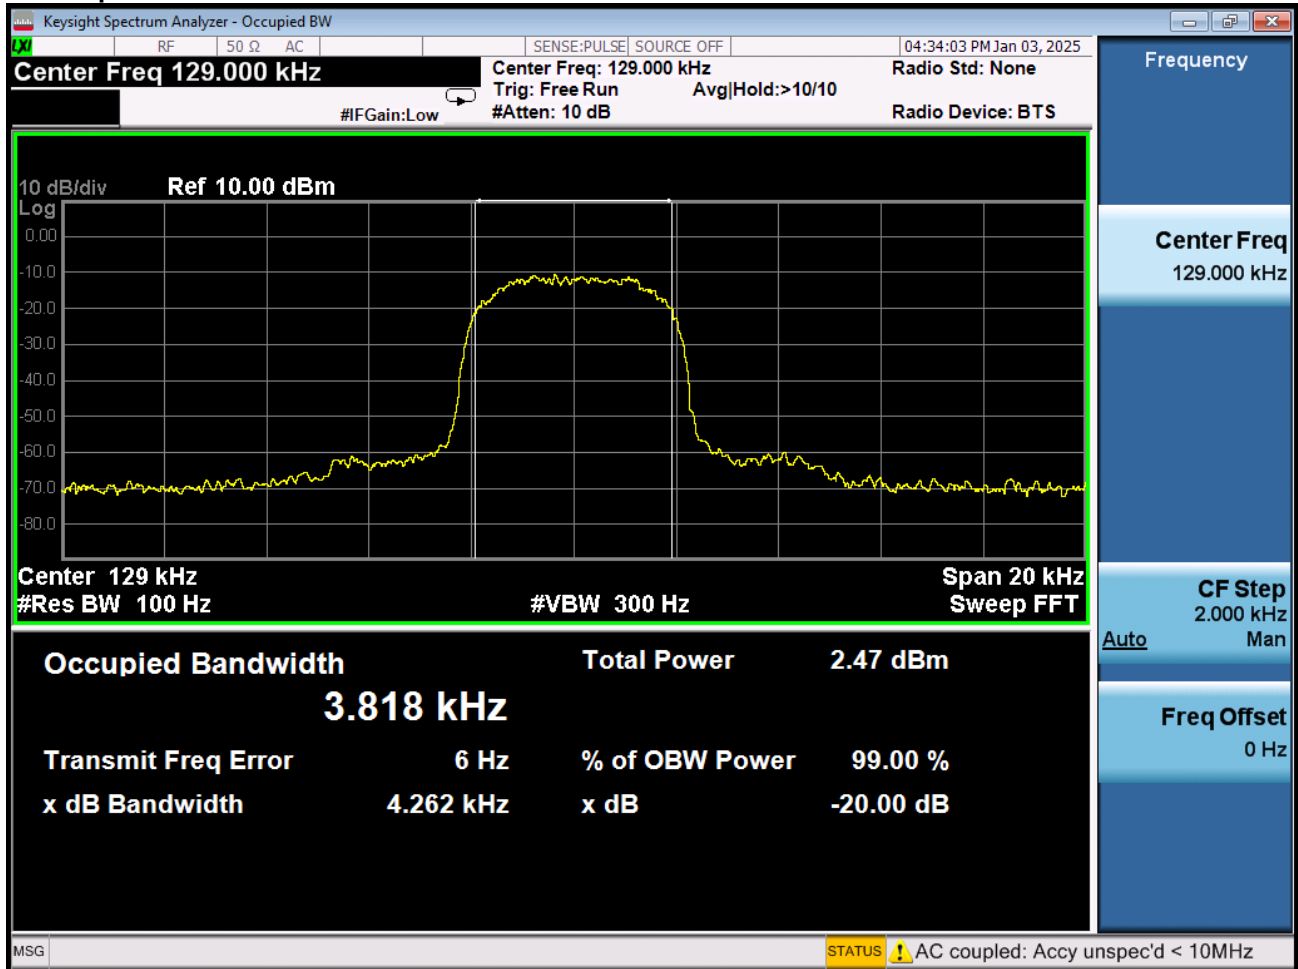 Keysight Spectrum Analyzer - Occupied BW
LXI RF 50 Ω AC SENSE:PULSE SOURCE OFF 04:34:03 PM Jan 03, 2025
Center Freq 129.000 kHz
Center Freq: 129.000 kHz
Radio Std: None
Trig: Free Run Avg|Hold:>10/10
#IFGain:Low
#Atten: 10 dB
Radio Device: BTS
10 dB/div Ref 10.00 dBm
Log
0.00
-10.0
-20.0
-30.0
-40.0
-50.0
-60.0
-70.0
-80.0
Center 129 kHz Span 20 kHz
#Res BW 100 Hz #VBW 300 Hz Sweep FFT
Occupied Bandwidth Total Power 2.47 dBm
3.818 kHz
Transmit Freq Error 6 Hz % of OBW Power 99.00 %
x dB Bandwidth 4.262 kHz x dB -20.00 dB
Frequency
Center Freq
129.000 kHz
CF Step
2.000 kHz
Auto Man
Freq Offset
0 Hz
MSG STATUS AC coupled: Accy unspec'd < 10MHz